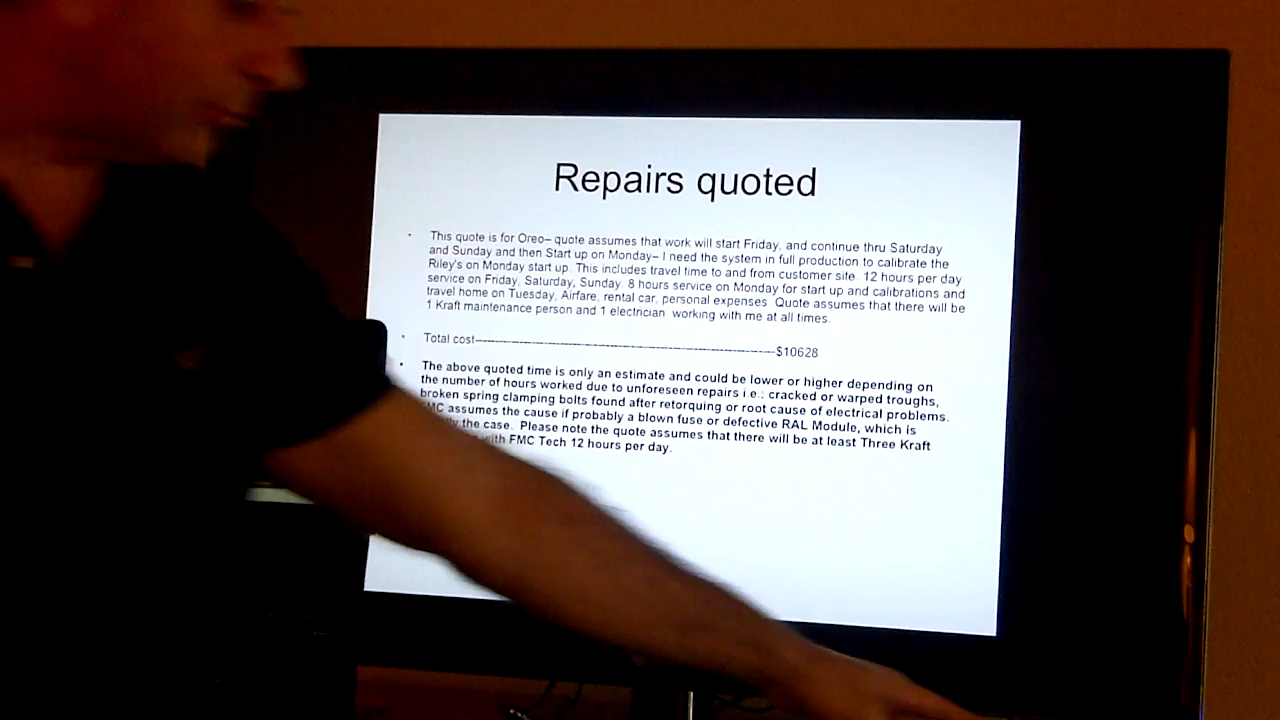 Repairs quoted
This quote is for Oreo– quote assumes that work will start Friday, and continue thru Saturday
and Sunday and then Start up on Monday– I need the system in full production to calibrate the
Riley's on Monday start up. This includes travel time to and from customer site. 12 hours per day
service on Friday, Saturday, Sunday. 8 hours service on Monday for start up and calibrations and
travel home on Tuesday, Airfare, rental car, personal expenses. Quote assumes that there will be
1 Kraft maintenance person and 1 electrician working with me at all times.
Total cost-----------------------------------------------------------------------$10628
The above quoted time is only an estimate and could be lower or higher depending on
the number of hours worked due to unforeseen repairs i.e.: cracked or warped troughs,
broken spring clamping bolts found after retorquing or root cause of electrical problems.
FMC assumes the cause if probably a blown fuse or defective RAL Module, which is
the case. Please note the quote assumes that there will be at least Three Kraft
with FMC Tech 12 hours per day.